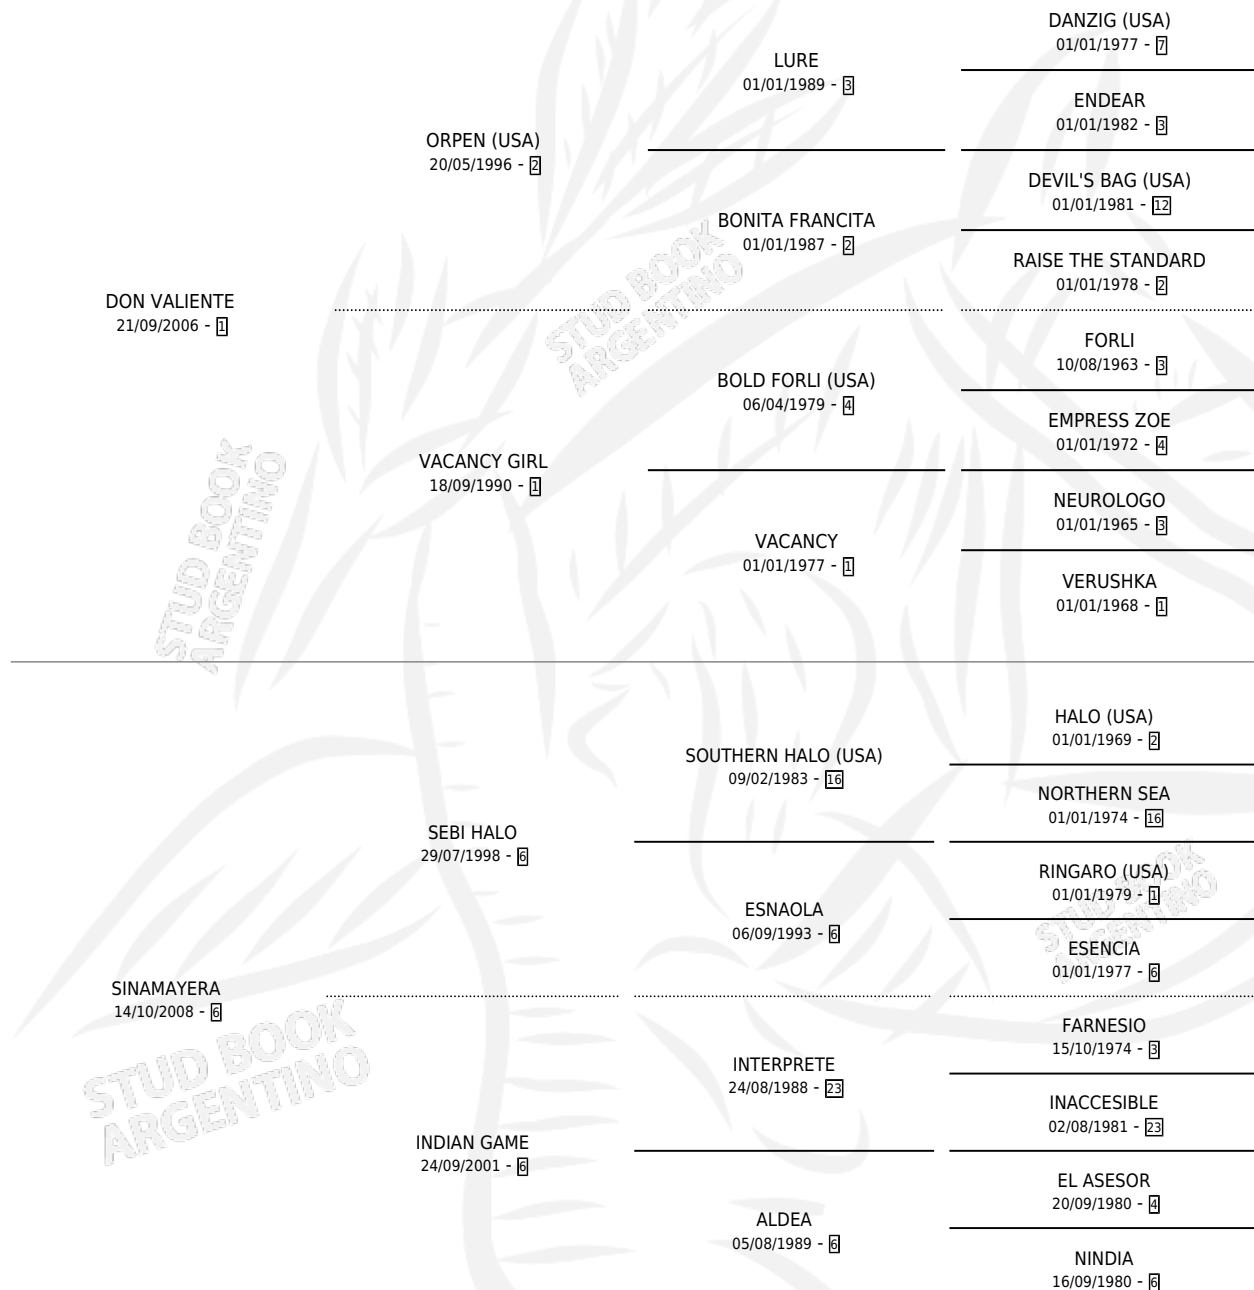 DANZIG (USA)
01/01/1977 - 7
LURE
01/01/1989 - 3
ENDEAR
01/01/1982 - 3
ORPEN (USA)
20/05/1996 - 2
DEVIL'S BAG (USA)
01/01/1981 - 12
BONITA FRANCITA
01/01/1987 - 2
RAISE THE STANDARD
01/01/1978 - 2
DON VALIENTE
21/09/2006 - 1
FORLI
10/08/1963 - 3
BOLD FORLI (USA)
06/04/1979 - 4
EMPRESS ZOE
01/01/1972 - 4
VACANCY GIRL
18/09/1990 - 1
NEUROLOGO
01/01/1965 - 3
VACANCY
01/01/1977 - 1
VERUSHKA
01/01/1968 - 1
HALO (USA)
01/01/1969 - 2
SOUTHERN HALO (USA)
09/02/1983 - 16
NORTHERN SEA
01/01/1974 - 16
SEBI HALO
29/07/1998 - 6
RINGARO (USA)
01/01/1979 - 1
ESNAOLA
06/09/1993 - 6
ESENCIA
01/01/1977 - 6
SINAMAYERA
14/10/2008 - 6
FARNESIO
15/10/1974 - 3
INTERPRETE
24/08/1988 - 23
INACCESIBLE
02/08/1981 - 23
INDIAN GAME
24/09/2001 - 6
EL ASESOR
20/09/1980 - 4
ALDEA
05/08/1989 - 6
NINDIA
16/09/1980 - 6
STUD BOOK
ARGENTINO
STUD BOOK
ARGENTINO
STUD BOOK
ARGENTINO
STUD BOOK
ARGENTINO